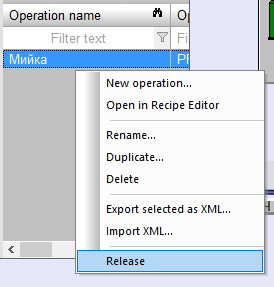 Operation name Op
Filter text Fi
Мийка Ph
New operation...
Open in Recipe Editor
Rename...
Duplicate...
Delete
Export selected as XML...
Import XML...
Release